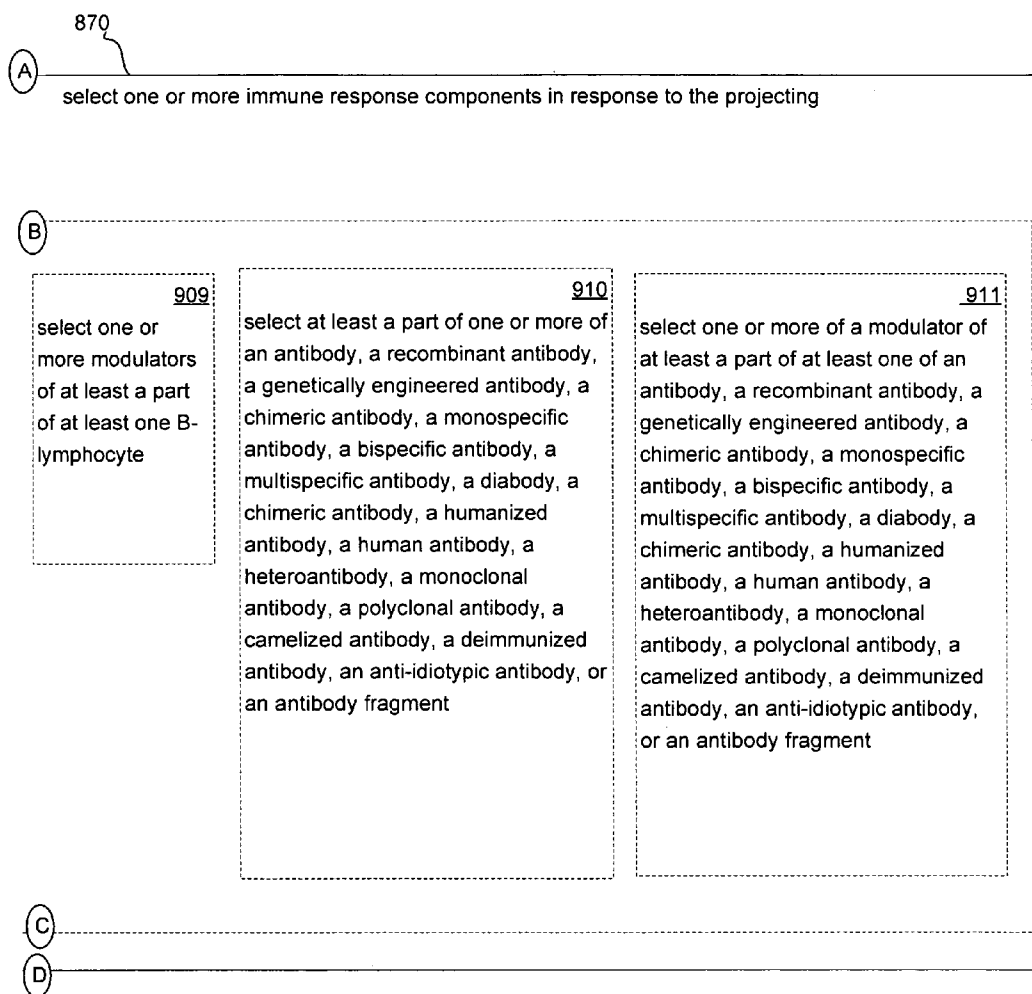 870
A
select one or more immune response components in response to the projecting
B
909
select one or
more modulators
of at least a part
of at least one B-
lymphocyte
910
select at least a part of one or more of
an antibody, a recombinant antibody,
a genetically engineered antibody, a
chimeric antibody, a monospecific
antibody, a bispecific antibody, a
multispecific antibody, a diabody, a
chimeric antibody, a humanized
antibody, a human antibody, a
heteroantibody, a monoclonal
antibody, a polyclonal antibody, a
camelized antibody, a deimmunized
antibody, an anti-idiotypic antibody, or
an antibody fragment
911
select one or more of a modulator of
at least a part of at least one of an
antibody, a recombinant antibody, a
genetically engineered antibody, a
chimeric antibody, a monospecific
antibody, a bispecific antibody, a
multispecific antibody, a diabody, a
chimeric antibody, a humanized
antibody, a human antibody, a
heteroantibody, a monoclonal
antibody, a polyclonal antibody, a
camelized antibody, a deimmunized
antibody, an anti-idiotypic antibody,
or an antibody fragment
C
D